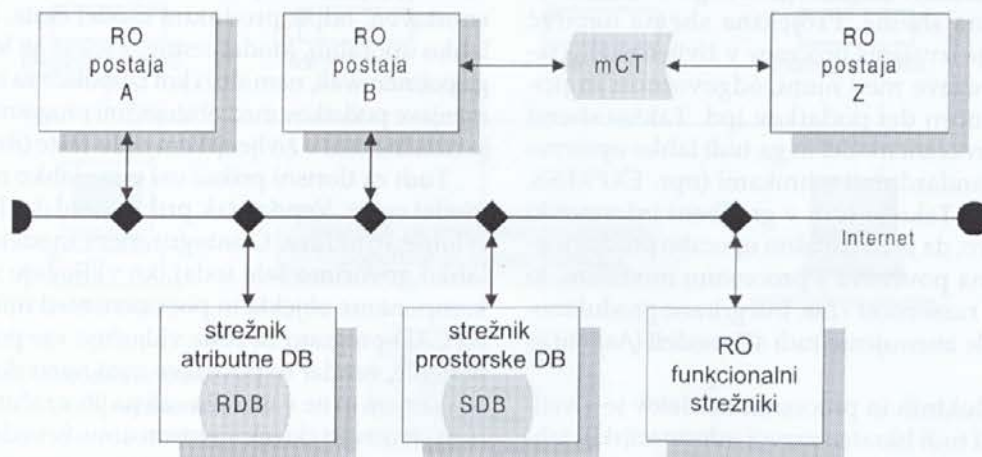 RO
postaja
A
RO
postaja
B
mCT
RO
postaja
Z
Internet
strežnik
atributne DB
RDB
strežnik
prostorske DB
SDB
RO
funkcionalni
strežniki